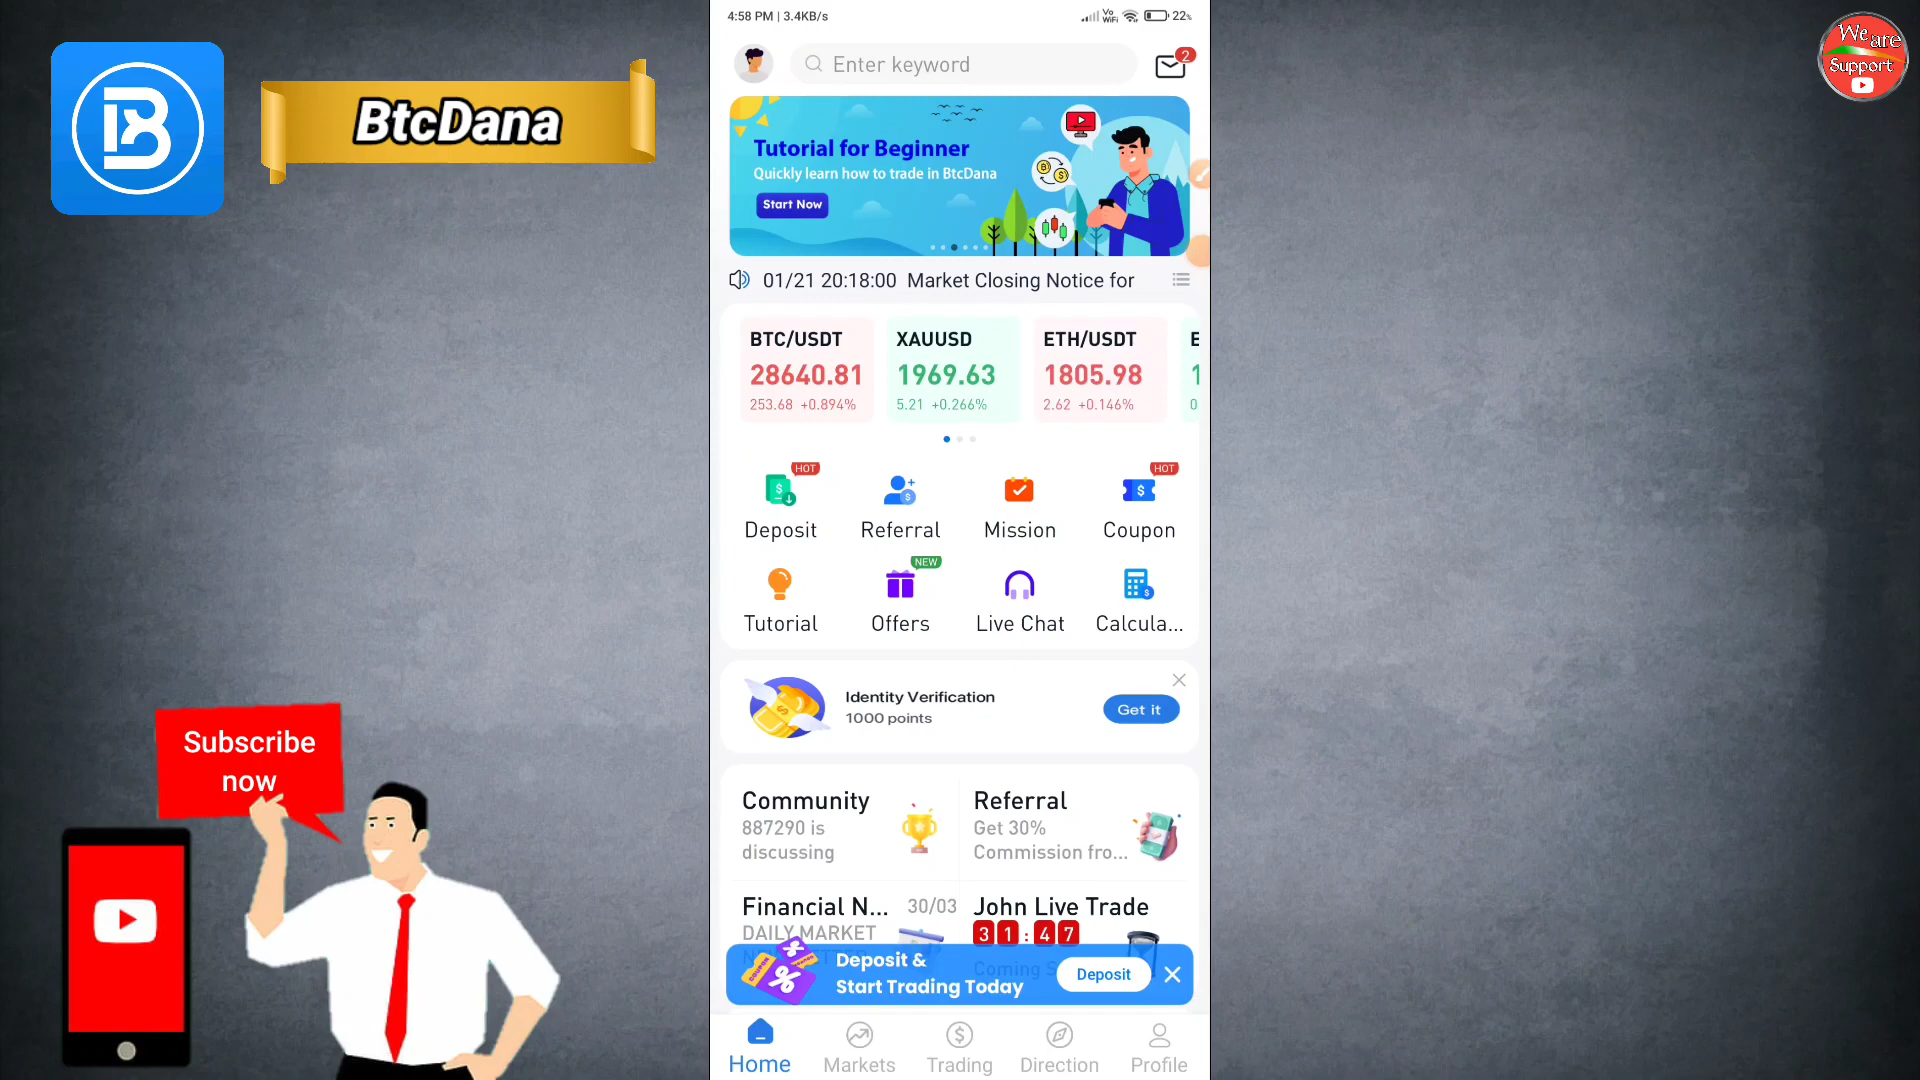 BtcDana
We are
Support
4:58 PM | 3.4KB/s
Vo
WiFi
22%
Enter keyword
2
Tutorial for Beginner
Quickly learn how to trade in BtcDana
Start Now
01/21 20:18:00 Market Closing Notice for
BTC/USDT
28640.81
253.68 +0.894%
XAUUSD
1969.63
5.21 +0.266%
ETH/USDT
1805.98
2.62 +0.146%
E
1
0
HOT
Deposit
Referral
Mission
HOT
Coupon
Tutorial
NEW
Offers
Live Chat
Calcula...
Identity Verification
1000 points
Get it
Community
887290 is
discussing
Referral
Get 30%
Commission fro...
Financial N... 30/03
DAILY MARKET
John Live Trade
31:47
Deposit &
Start Trading Today
Deposit
Home
Markets
Trading
Direction
Profile
Subscribe
now